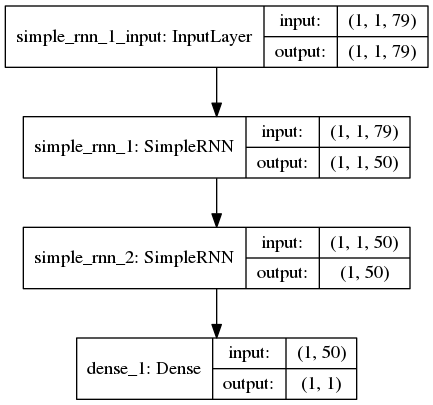 simple_rnn_1_input: InputLayer
input: (1, 1, 79)
output: (1, 1, 79)
simple_rnn_1: SimpleRNN
input: (1, 1, 79)
output: (1, 1, 50)
simple_rnn_2: SimpleRNN
input: (1, 1, 50)
output: (1, 50)
dense_1: Dense
input: (1, 50)
output: (1, 1)